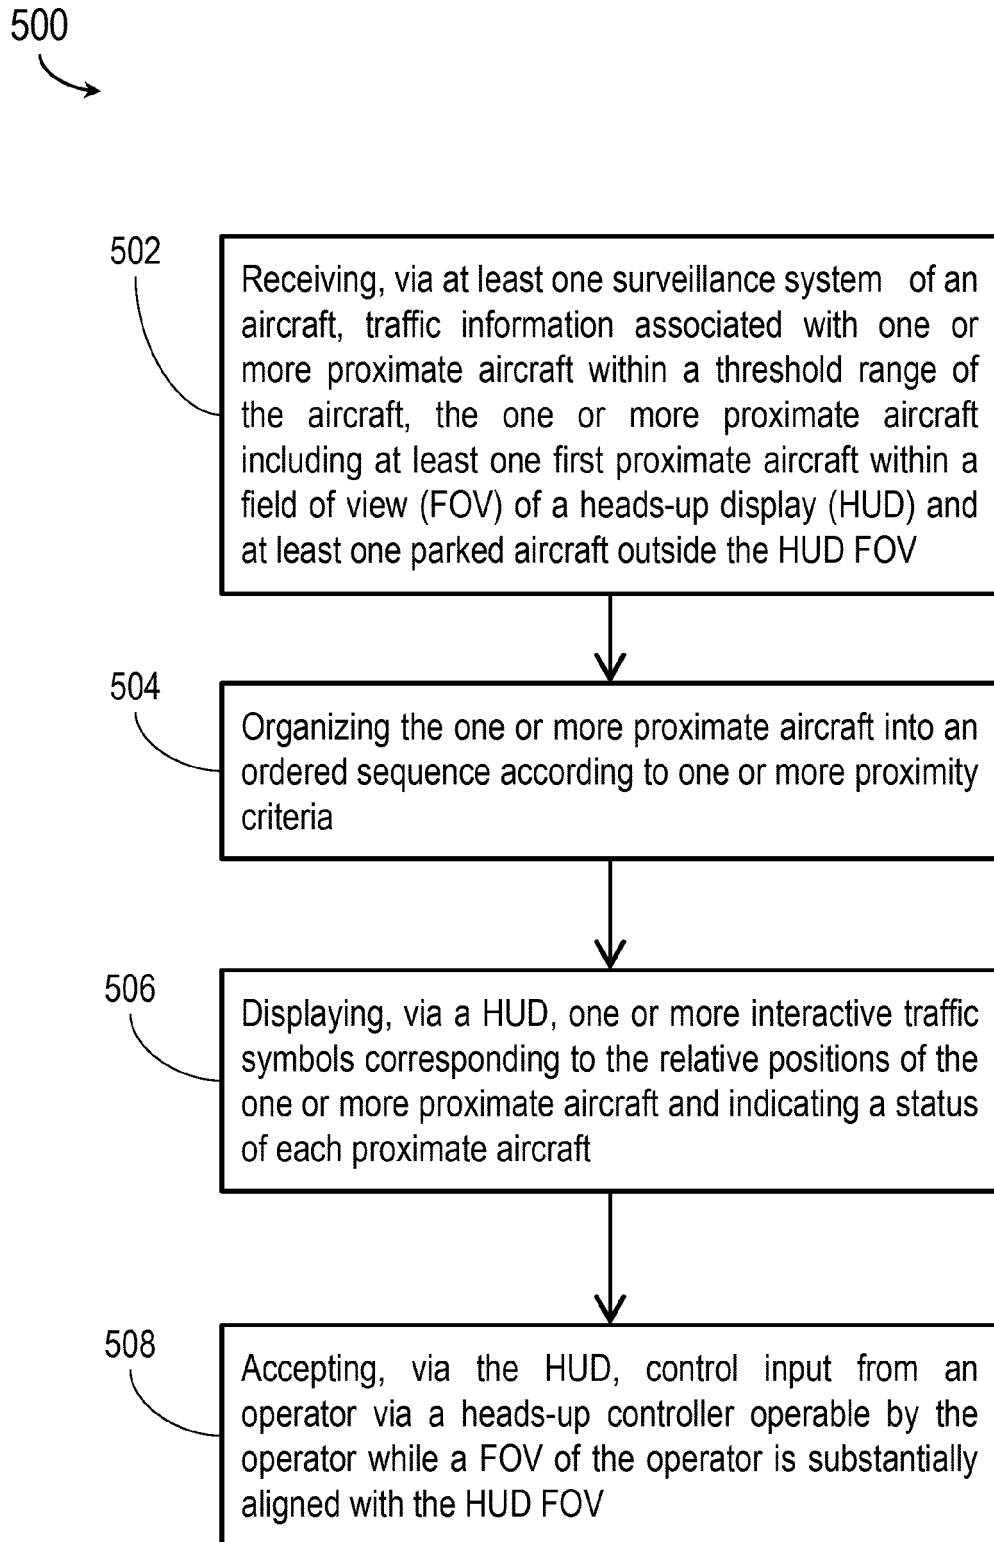 500
502
Receiving, via at least one surveillance system of an
aircraft, traffic information associated with one or
more proximate aircraft within a threshold range of
the aircraft, the one or more proximate aircraft
including at least one first proximate aircraft within a
field of view (FOV) of a heads-up display (HUD) and
at least one parked aircraft outside the HUD FOV
504
Organizing the one or more proximate aircraft into an
ordered sequence according to one or more proximity
criteria
506
Displaying, via a HUD, one or more interactive traffic
symbols corresponding to the relative positions of the
one or more proximate aircraft and indicating a status
of each proximate aircraft
508
Accepting, via the HUD, control input from an
operator via a heads-up controller operable by the
operator while a FOV of the operator is substantially
aligned with the HUD FOV